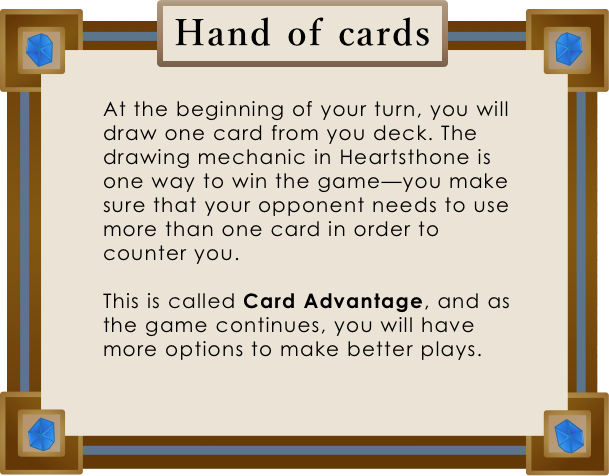 Hand of cards
At the beginning of your turn, you will
draw one card from you deck. The
drawing mechanic in Heartsthone is
one way to win the game—you make
sure that your opponent needs to use
more than one card in order to
counter you.
This is called Card Advantage, and as
the game continues, you will have
more options to make better plays.